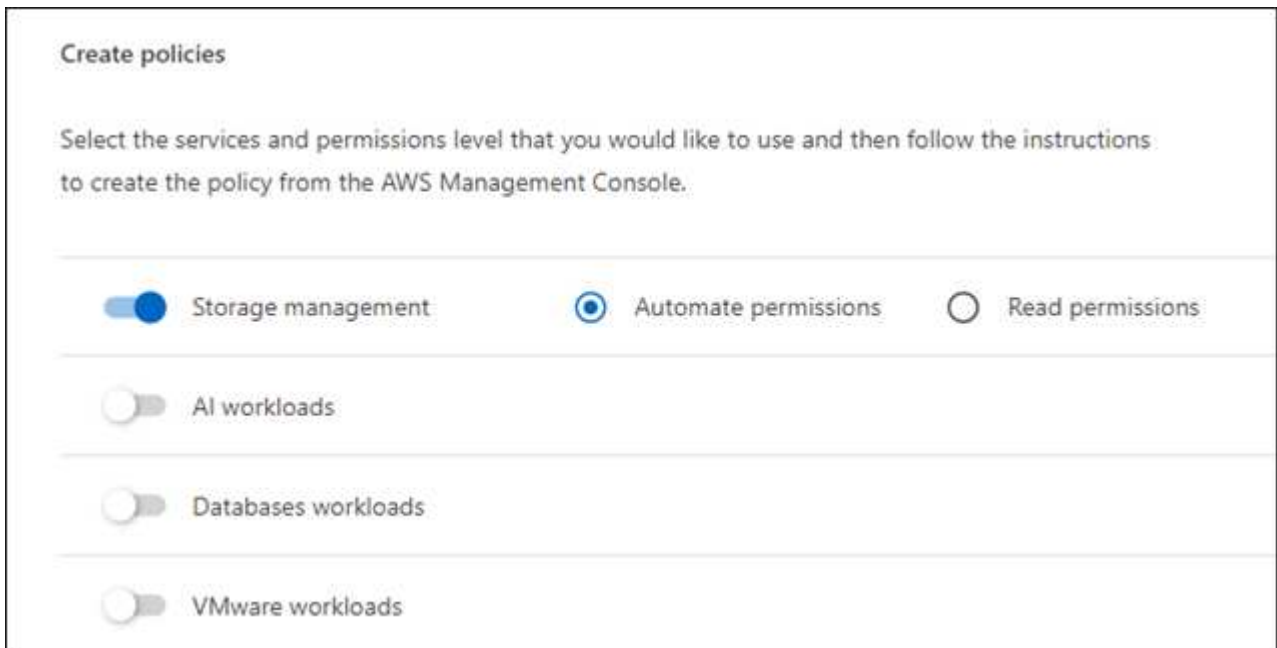 Create policies
Select the services and permissions level that you would like to use and then follow the instructions
to create the policy from the AWS Management Console.
Storage management Automate permissions Read permissions
AI workloads
Databases workloads
VMware workloads